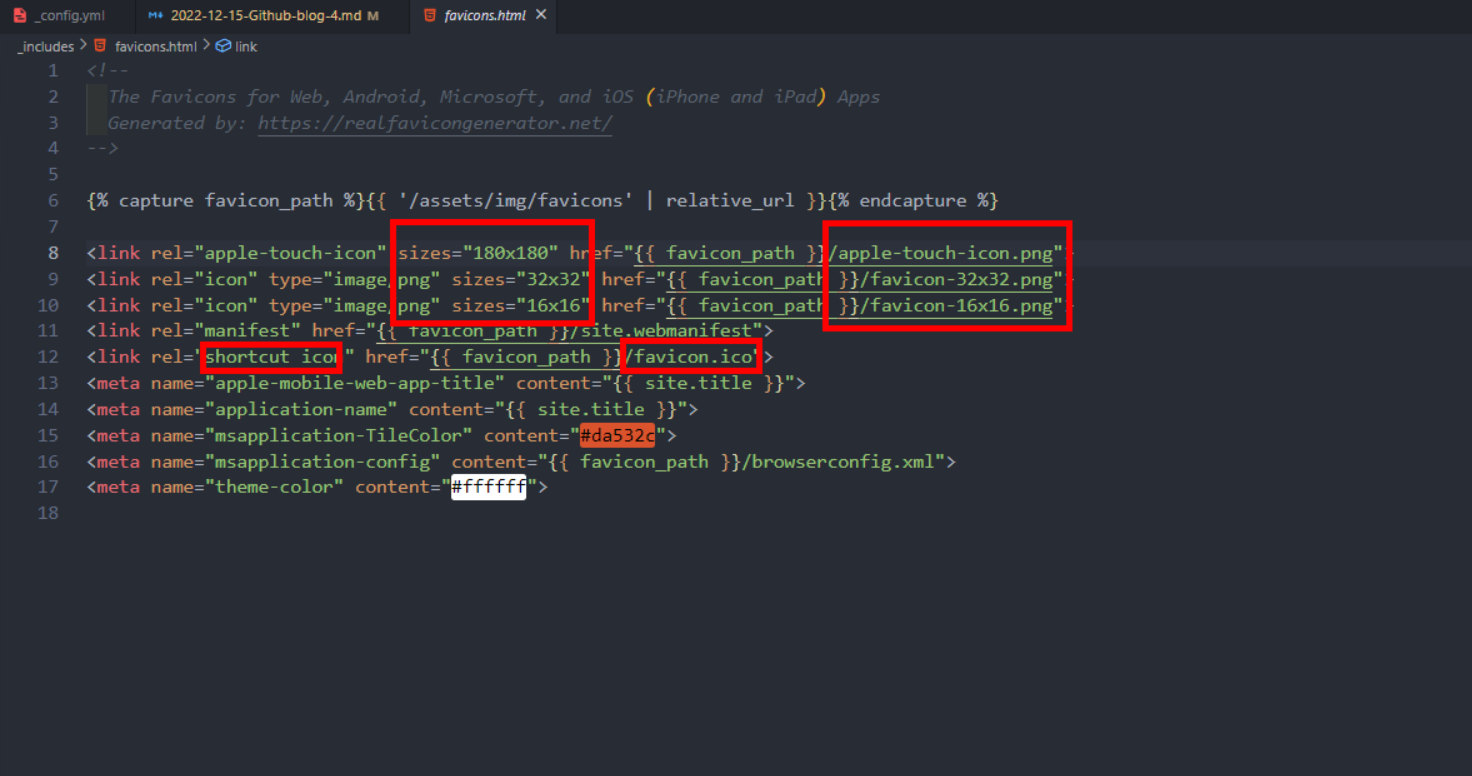 _config.yml 2022-12-15-Github-blog-4.md M favicons.html
_includes > favicons.html > link
1 <!--
2 The Favicons for Web, Android, Microsoft, and iOS (iPhone and iPad) Apps
3 Generated by: https://realfavicongenerator.net/
4 -->
5
6 {% capture favicon_path %}{{ '/assets/img/favicons' | relative_url }}{% endcapture %}
7
8 <link rel="apple-touch-icon" sizes="180x180" href="{{ favicon_path }}/apple-touch-icon.png">
9 <link rel="icon" type="image/png" sizes="32x32" href="{{ favicon_path }}/favicon-32x32.png">
10 <link rel="icon" type="image/png" sizes="16x16" href="{{ favicon_path }}/favicon-16x16.png">
11 <link rel="manifest" href="{{ favicon_path }}/site.webmanifest">
12 <link rel="shortcut icon" href="{{ favicon_path }}/favicon.ico">
13 <meta name="apple-mobile-web-app-title" content="{{ site.title }}">
14 <meta name="application-name" content="{{ site.title }}">
15 <meta name="msapplication-TileColor" content="#da532c">
16 <meta name="msapplication-config" content="{{ favicon_path }}/browserconfig.xml">
17 <meta name="theme-color" content="#ffffff">
18